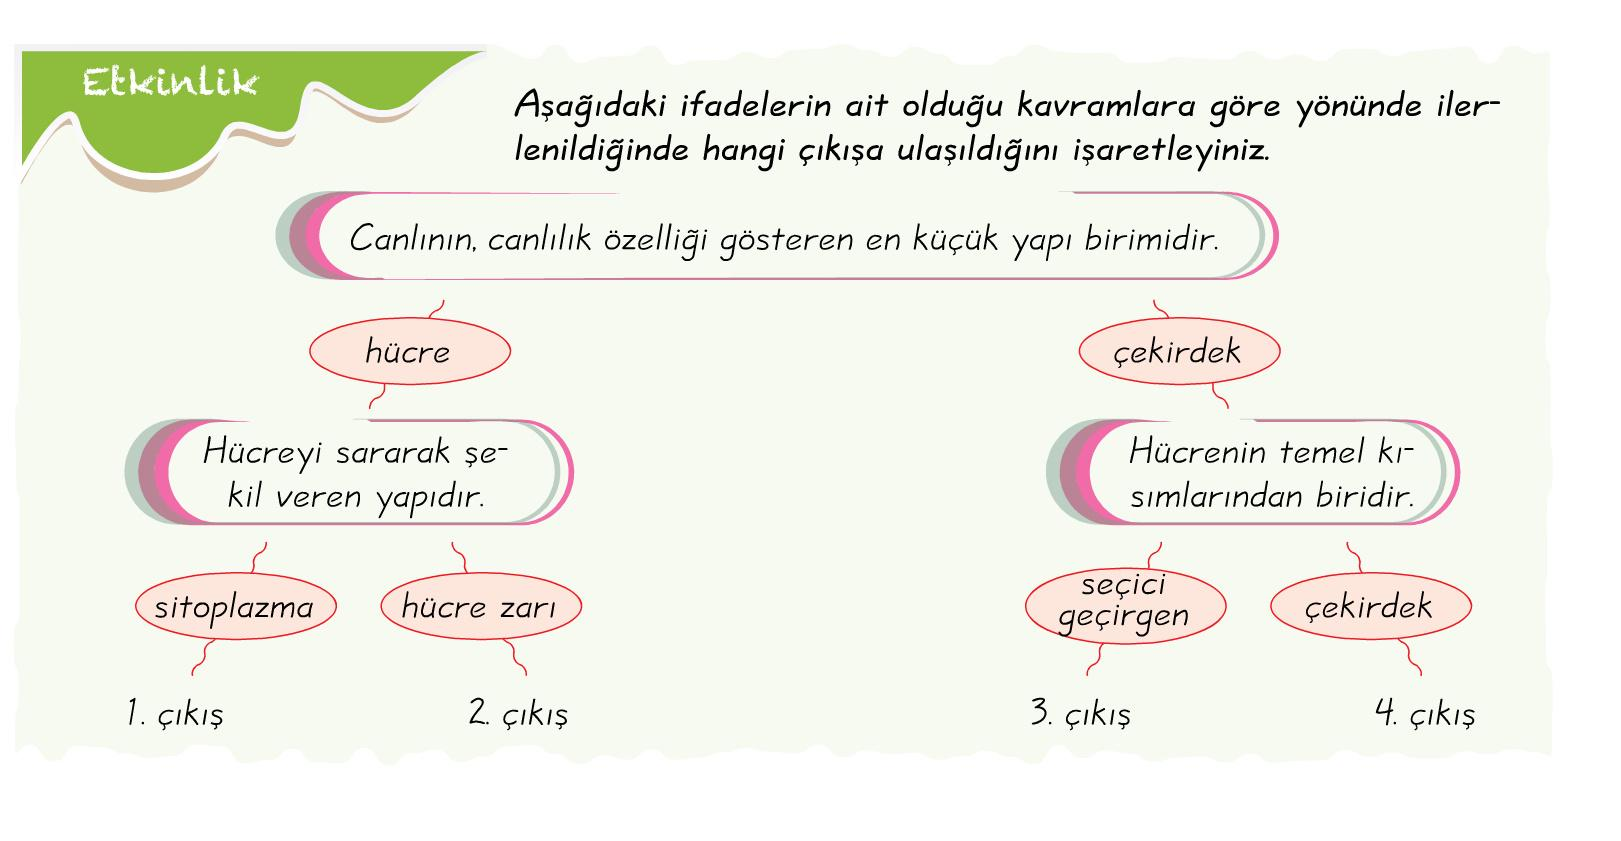 Etkinlik
Aşağıdaki ifadelerin ait olduğu kavramlara göre yönünde iler-
lenildiğinde hangi çıkışa ulaşıldığını işaretleyiniz.
Canlının, canlılık özelliği gösteren en küçük yapı birimidir.
hücre
çekirdek
Hücreyi sararak şe-
kil veren yapıdır.
Hücrenin temel kı-
sımlarından biridir.
sitoplazma
hücre zarı
seçici
geçirgen
çekirdek
1. çıkış
2. çıkış
3. çıkış
4. çıkış